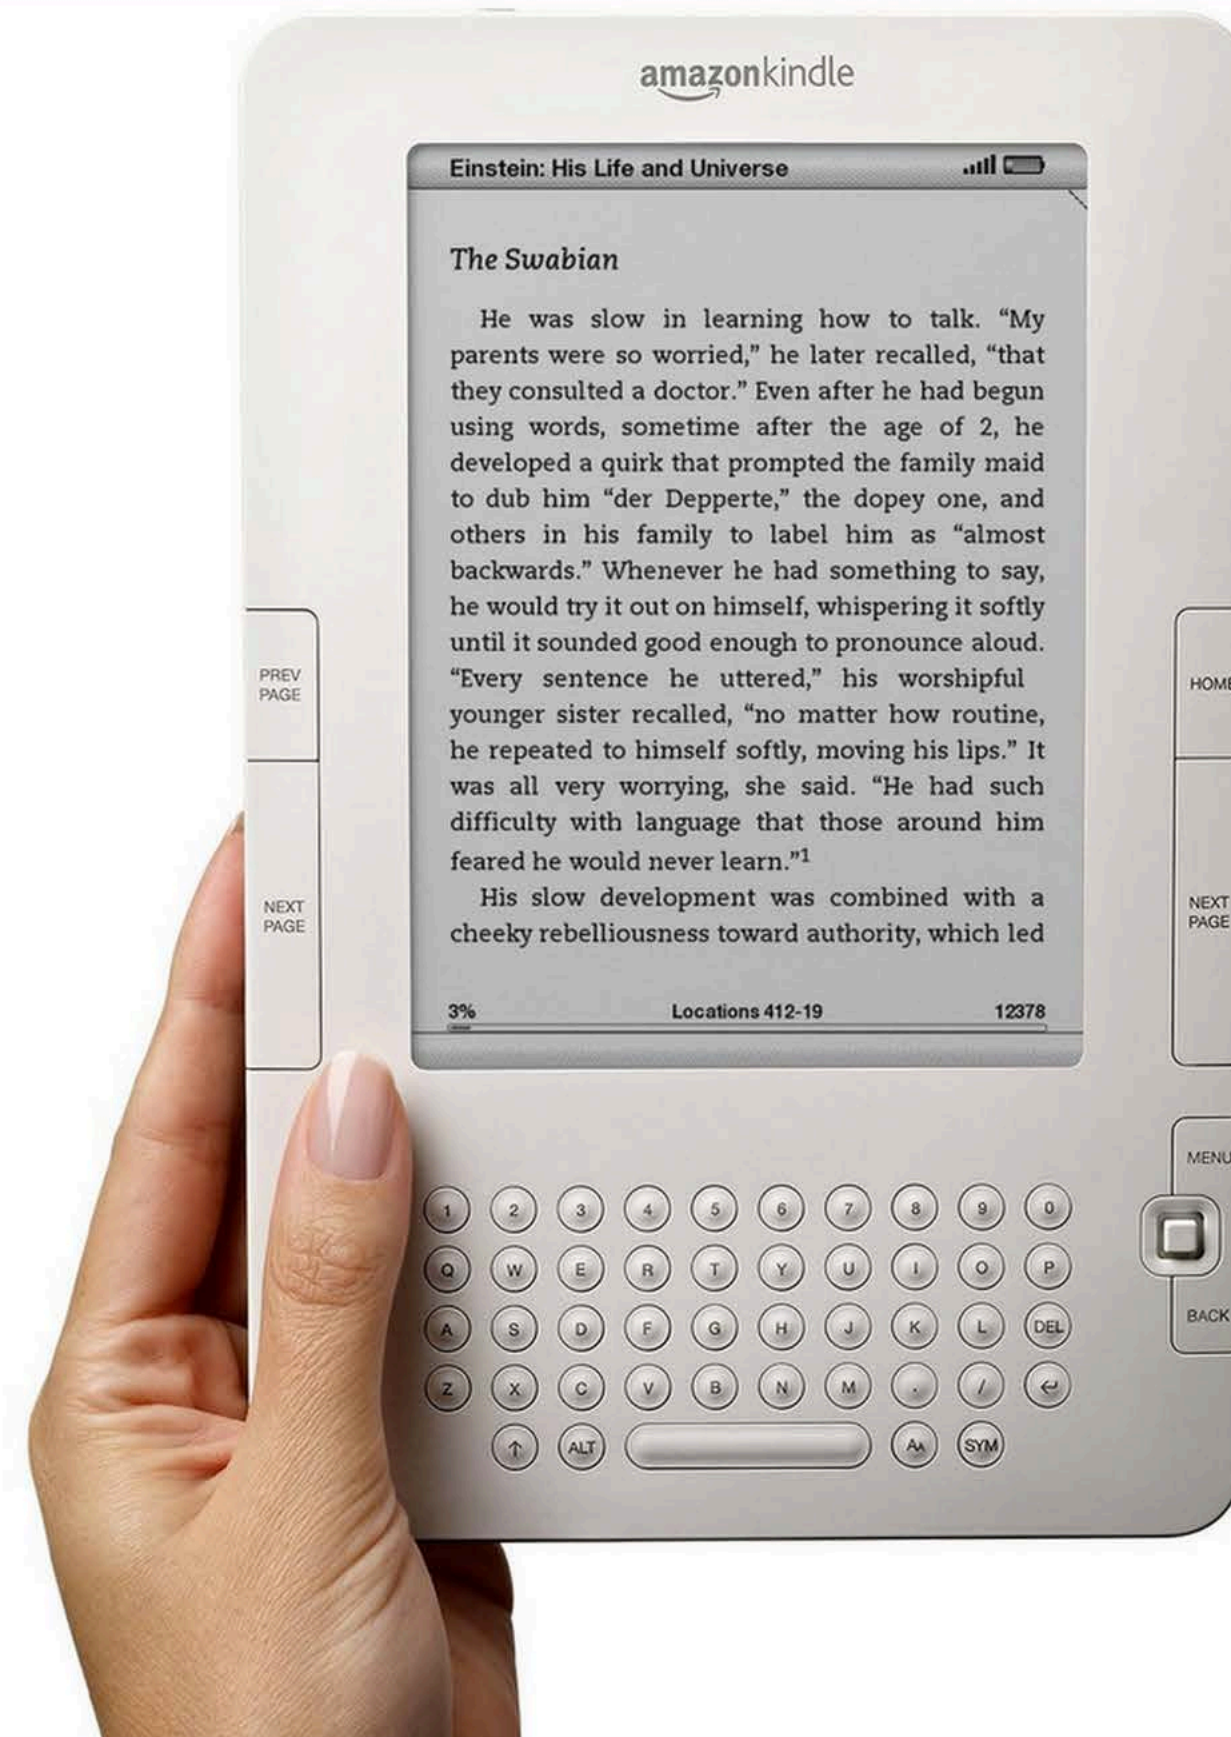 amazonkindle
Einstein: His Life and Universe
The Swabian
He was slow in learning how to talk. “My
parents were so worried,” he later recalled, “that
they consulted a doctor.” Even after he had begun
using words, sometime after the age of 2, he
developed a quirk that prompted the family maid
to dub him “der Depperte,” the dopey one, and
others in his family to label him as “almost
backwards.” Whenever he had something to say,
he would try it out on himself, whispering it softly
until it sounded good enough to pronounce aloud.
“Every sentence he uttered,” his worshipful
younger sister recalled, “no matter how routine,
he repeated to himself softly, moving his lips.” It
was all very worrying, she said. “He had such
difficulty with language that those around him
feared he would never learn.”1
His slow development was combined with a
cheeky rebelliousness toward authority, which led
3% Locations 412-19 12378
PREV
PAGE
NEXT
PAGE
HOME
NEXT
PAGE
MENU
BACK
1 2 3 4 5 6 7 8 9 0
Q W E R T Y U I O P
A S D F G H J K L DEL
Z X C V B N M . /
ALT AA SYM